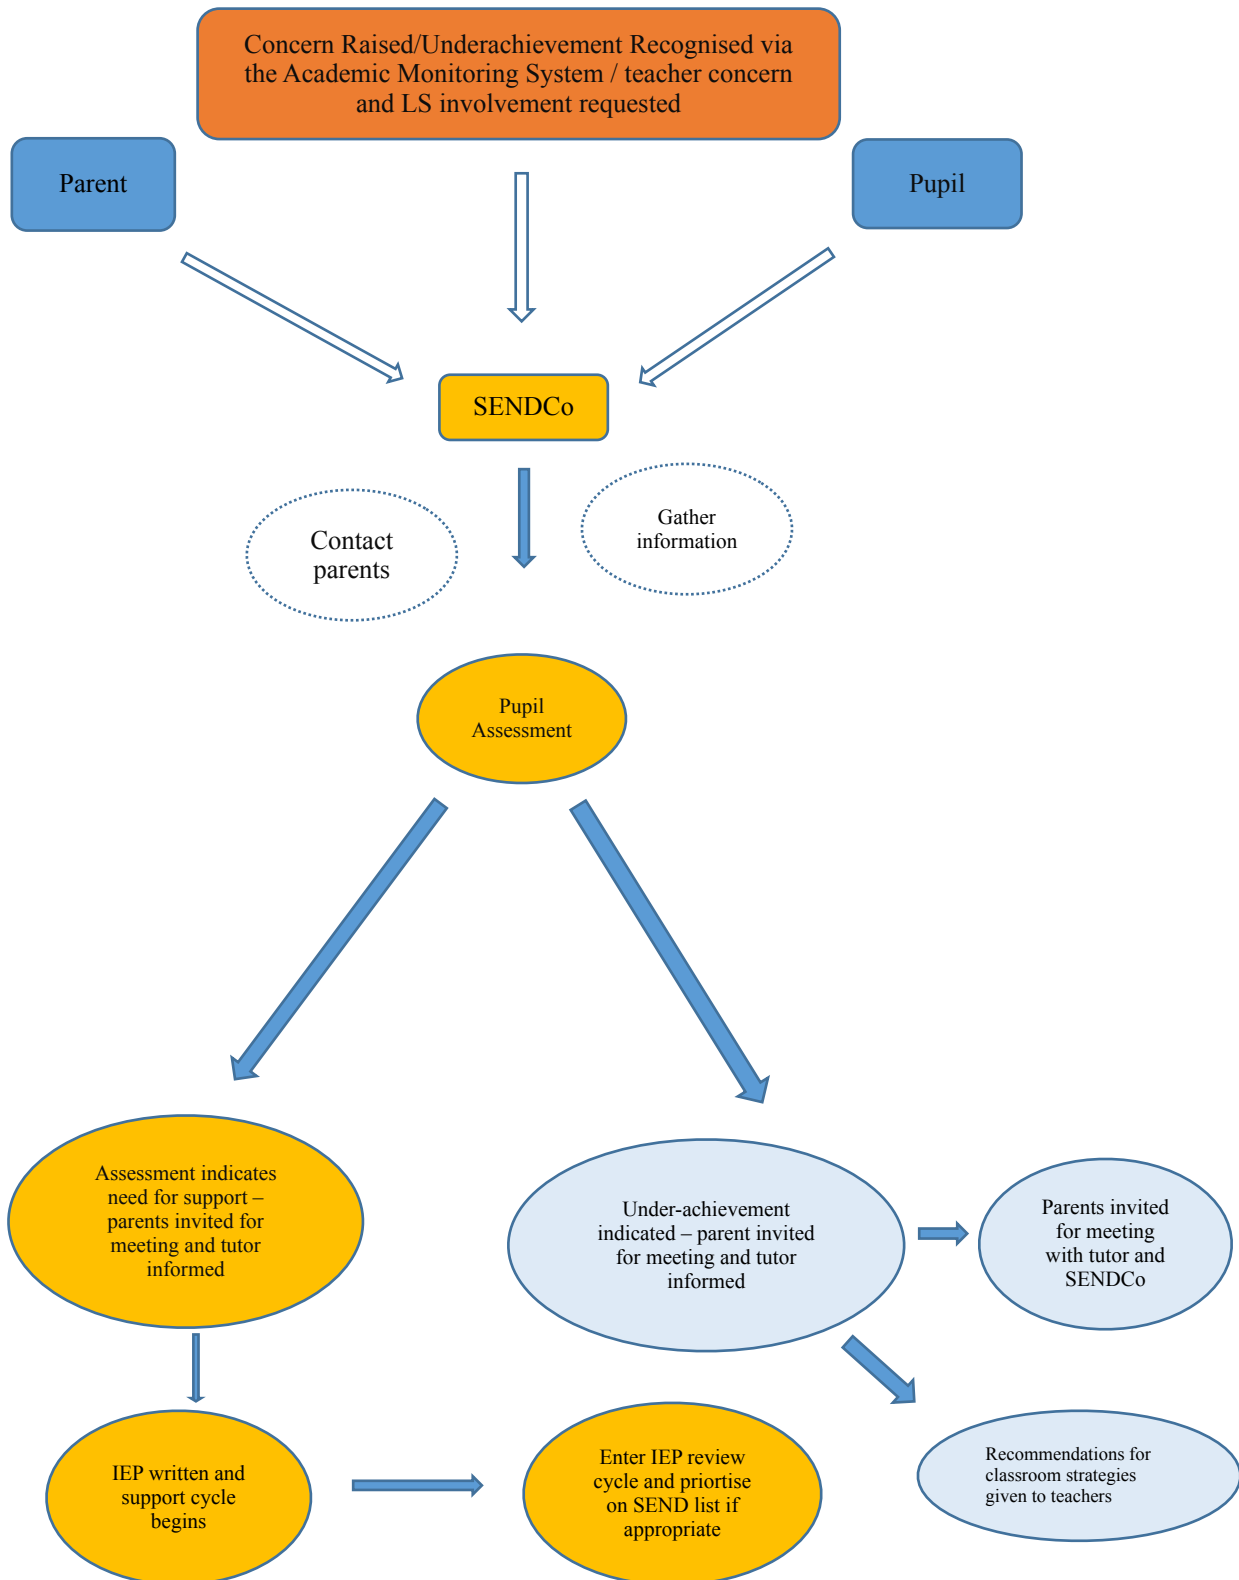 Concern Raised/Underachievement Recognised via
the Academic Monitoring System / teacher concern
and LS involvement requested
Parent
Pupil
SENDCo
Contact
parents
Gather
information
Pupil
Assessment
Assessment indicates
need for support –
parents invited for
meeting and tutor
informed
Under-achievement
indicated – parent invited
for meeting and tutor
informed
Parents invited
for meeting
with tutor and
SENDCo
IEP written and
support cycle
begins
Enter IEP review
cycle and priortise
on SEND list if
appropriate
Recommendations for
classroom strategies
given to teachers